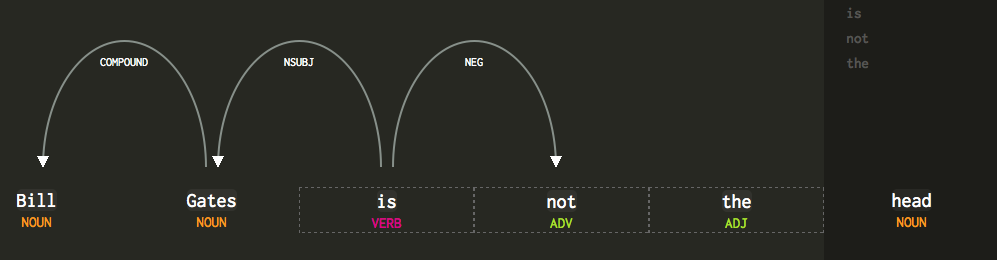 is
not
the
COMPOUND NSUBJ NEG
Bill Gates is not the head
NOUN NOUN VERB ADV ADJ NOUN